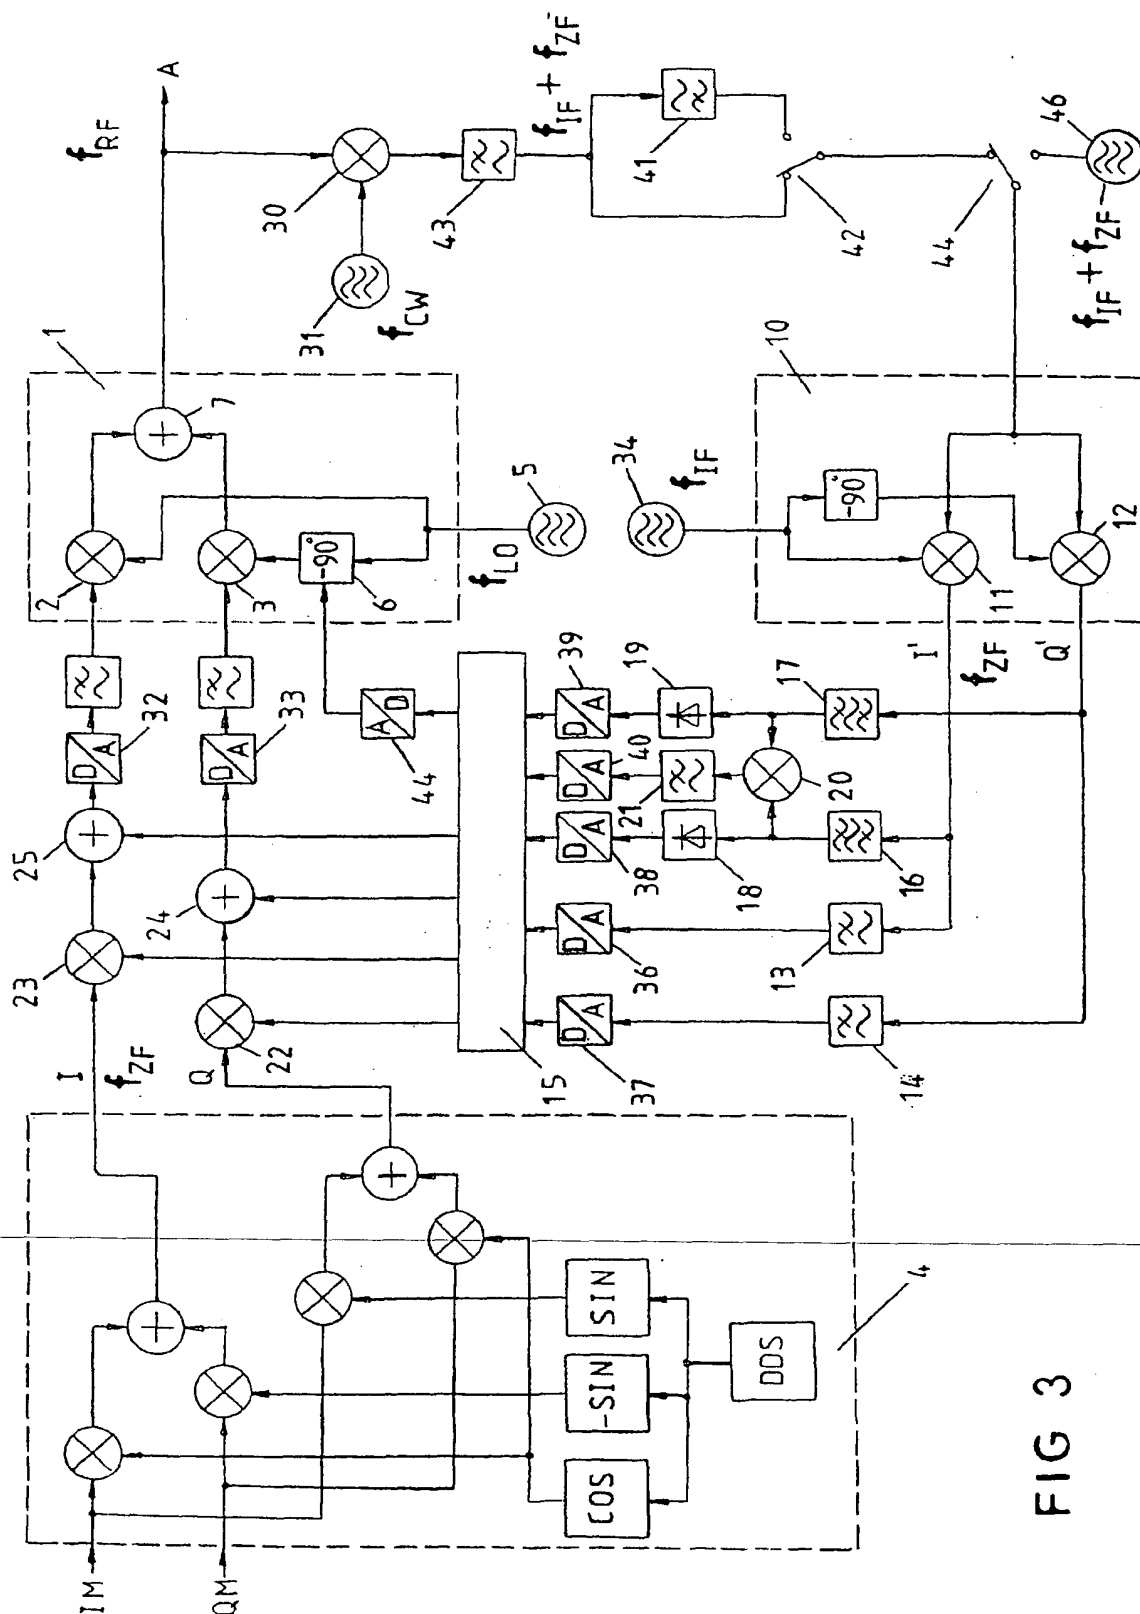 IM
QM
COS
-SIN
SIN
DDS
4
I
f_ZF
Q
23
25
24
22
D A
32
D A
33
A D
44
15
D A
37
D A
36
D A
38
D A
40
D A
39
14
13
18
21
19
16
20
17
2
3
-90°
6
1
7
f_LO
5
34
f_IF
I'
f_ZF
Q'
11
12
-90°
10
f_RF
A
30
31
f_CW
43
f_IF + f_ZF
41
42
44
46
f_IF + f_ZF
FIG 3